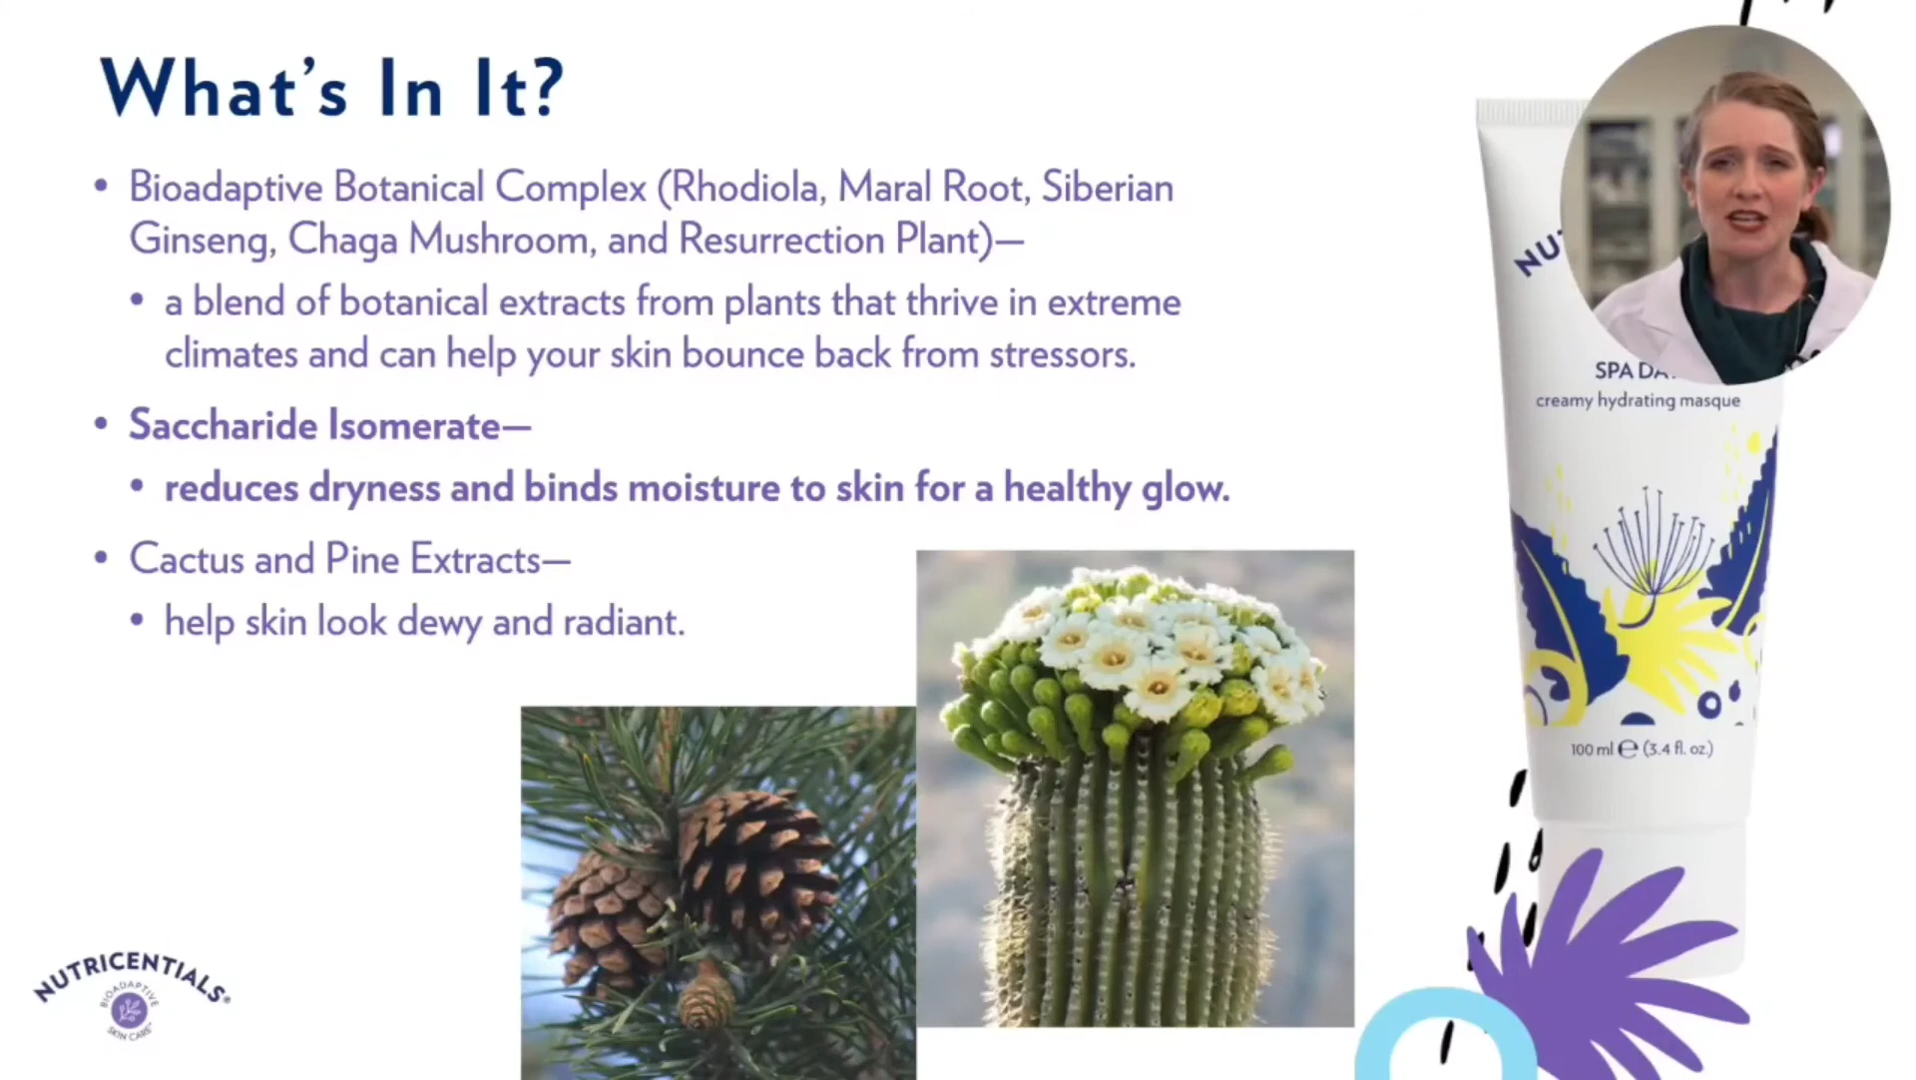 What's In It?
• Bioadaptive Botanical Complex (Rhodiola, Maral Root, Siberian
Ginseng, Chaga Mushroom, and Resurrection Plant)—
• a blend of botanical extracts from plants that thrive in extreme
climates and can help your skin bounce back from stressors.
• Saccharide Isomerate—
• reduces dryness and binds moisture to skin for a healthy glow.
• Cactus and Pine Extracts—
• help skin look dewy and radiant.
NU
SPA DA
creamy hydrating masque
100 ml ℮ (3.4 fl. oz.)
NUTRICENTIALS®
BIOADAPTIVE
SKIN CARE™